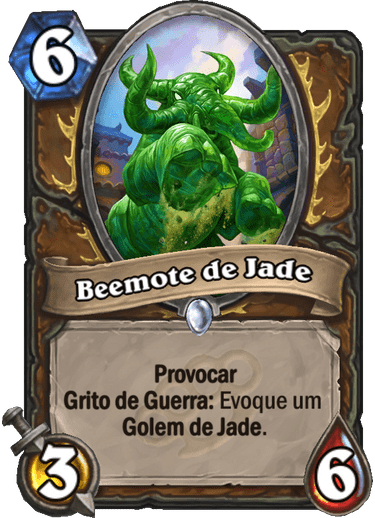 6
Beemote de Jade
Provocar
Grito de Guerra: Evoque um
Golem de Jade.
3
6